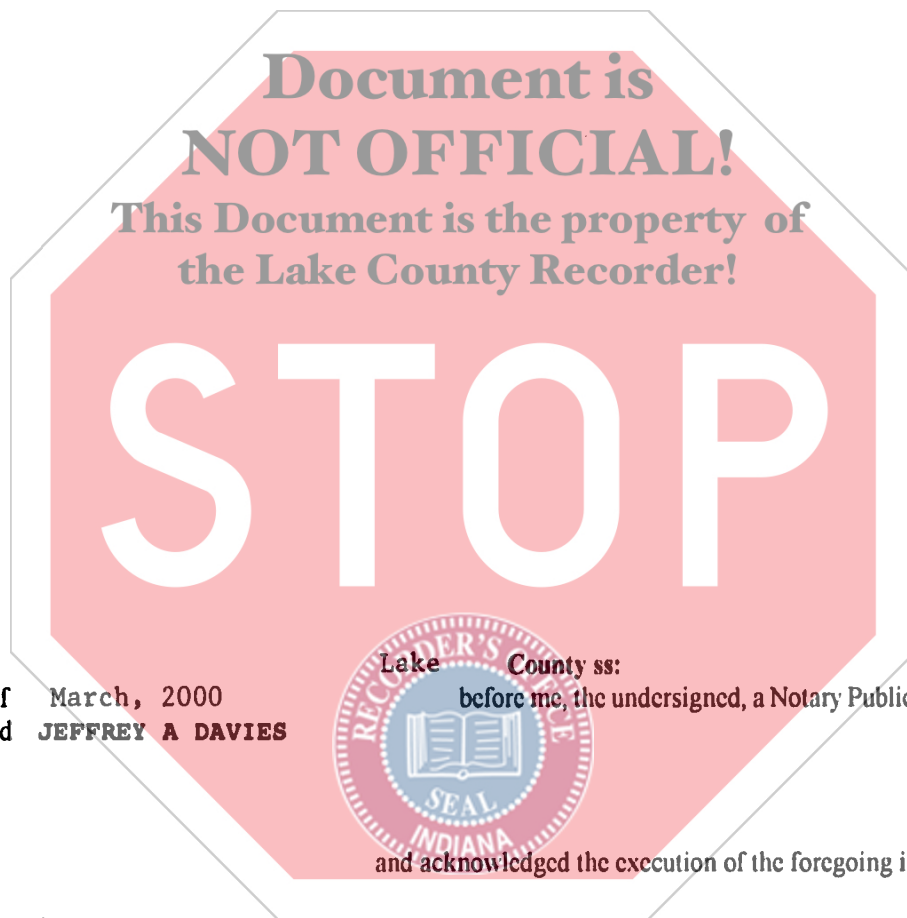 Document is
NOT OFFICIAL!
This Document is the property of
the Lake County Recorder!
STOP
Lake County ss:
f March, 2000 before me, the undersigned, a Notary Public
d JEFFREY A DAVIES
RECORDER'S OFFICE
SEAL
INDIANA
and acknowledged the execution of the foregoing i